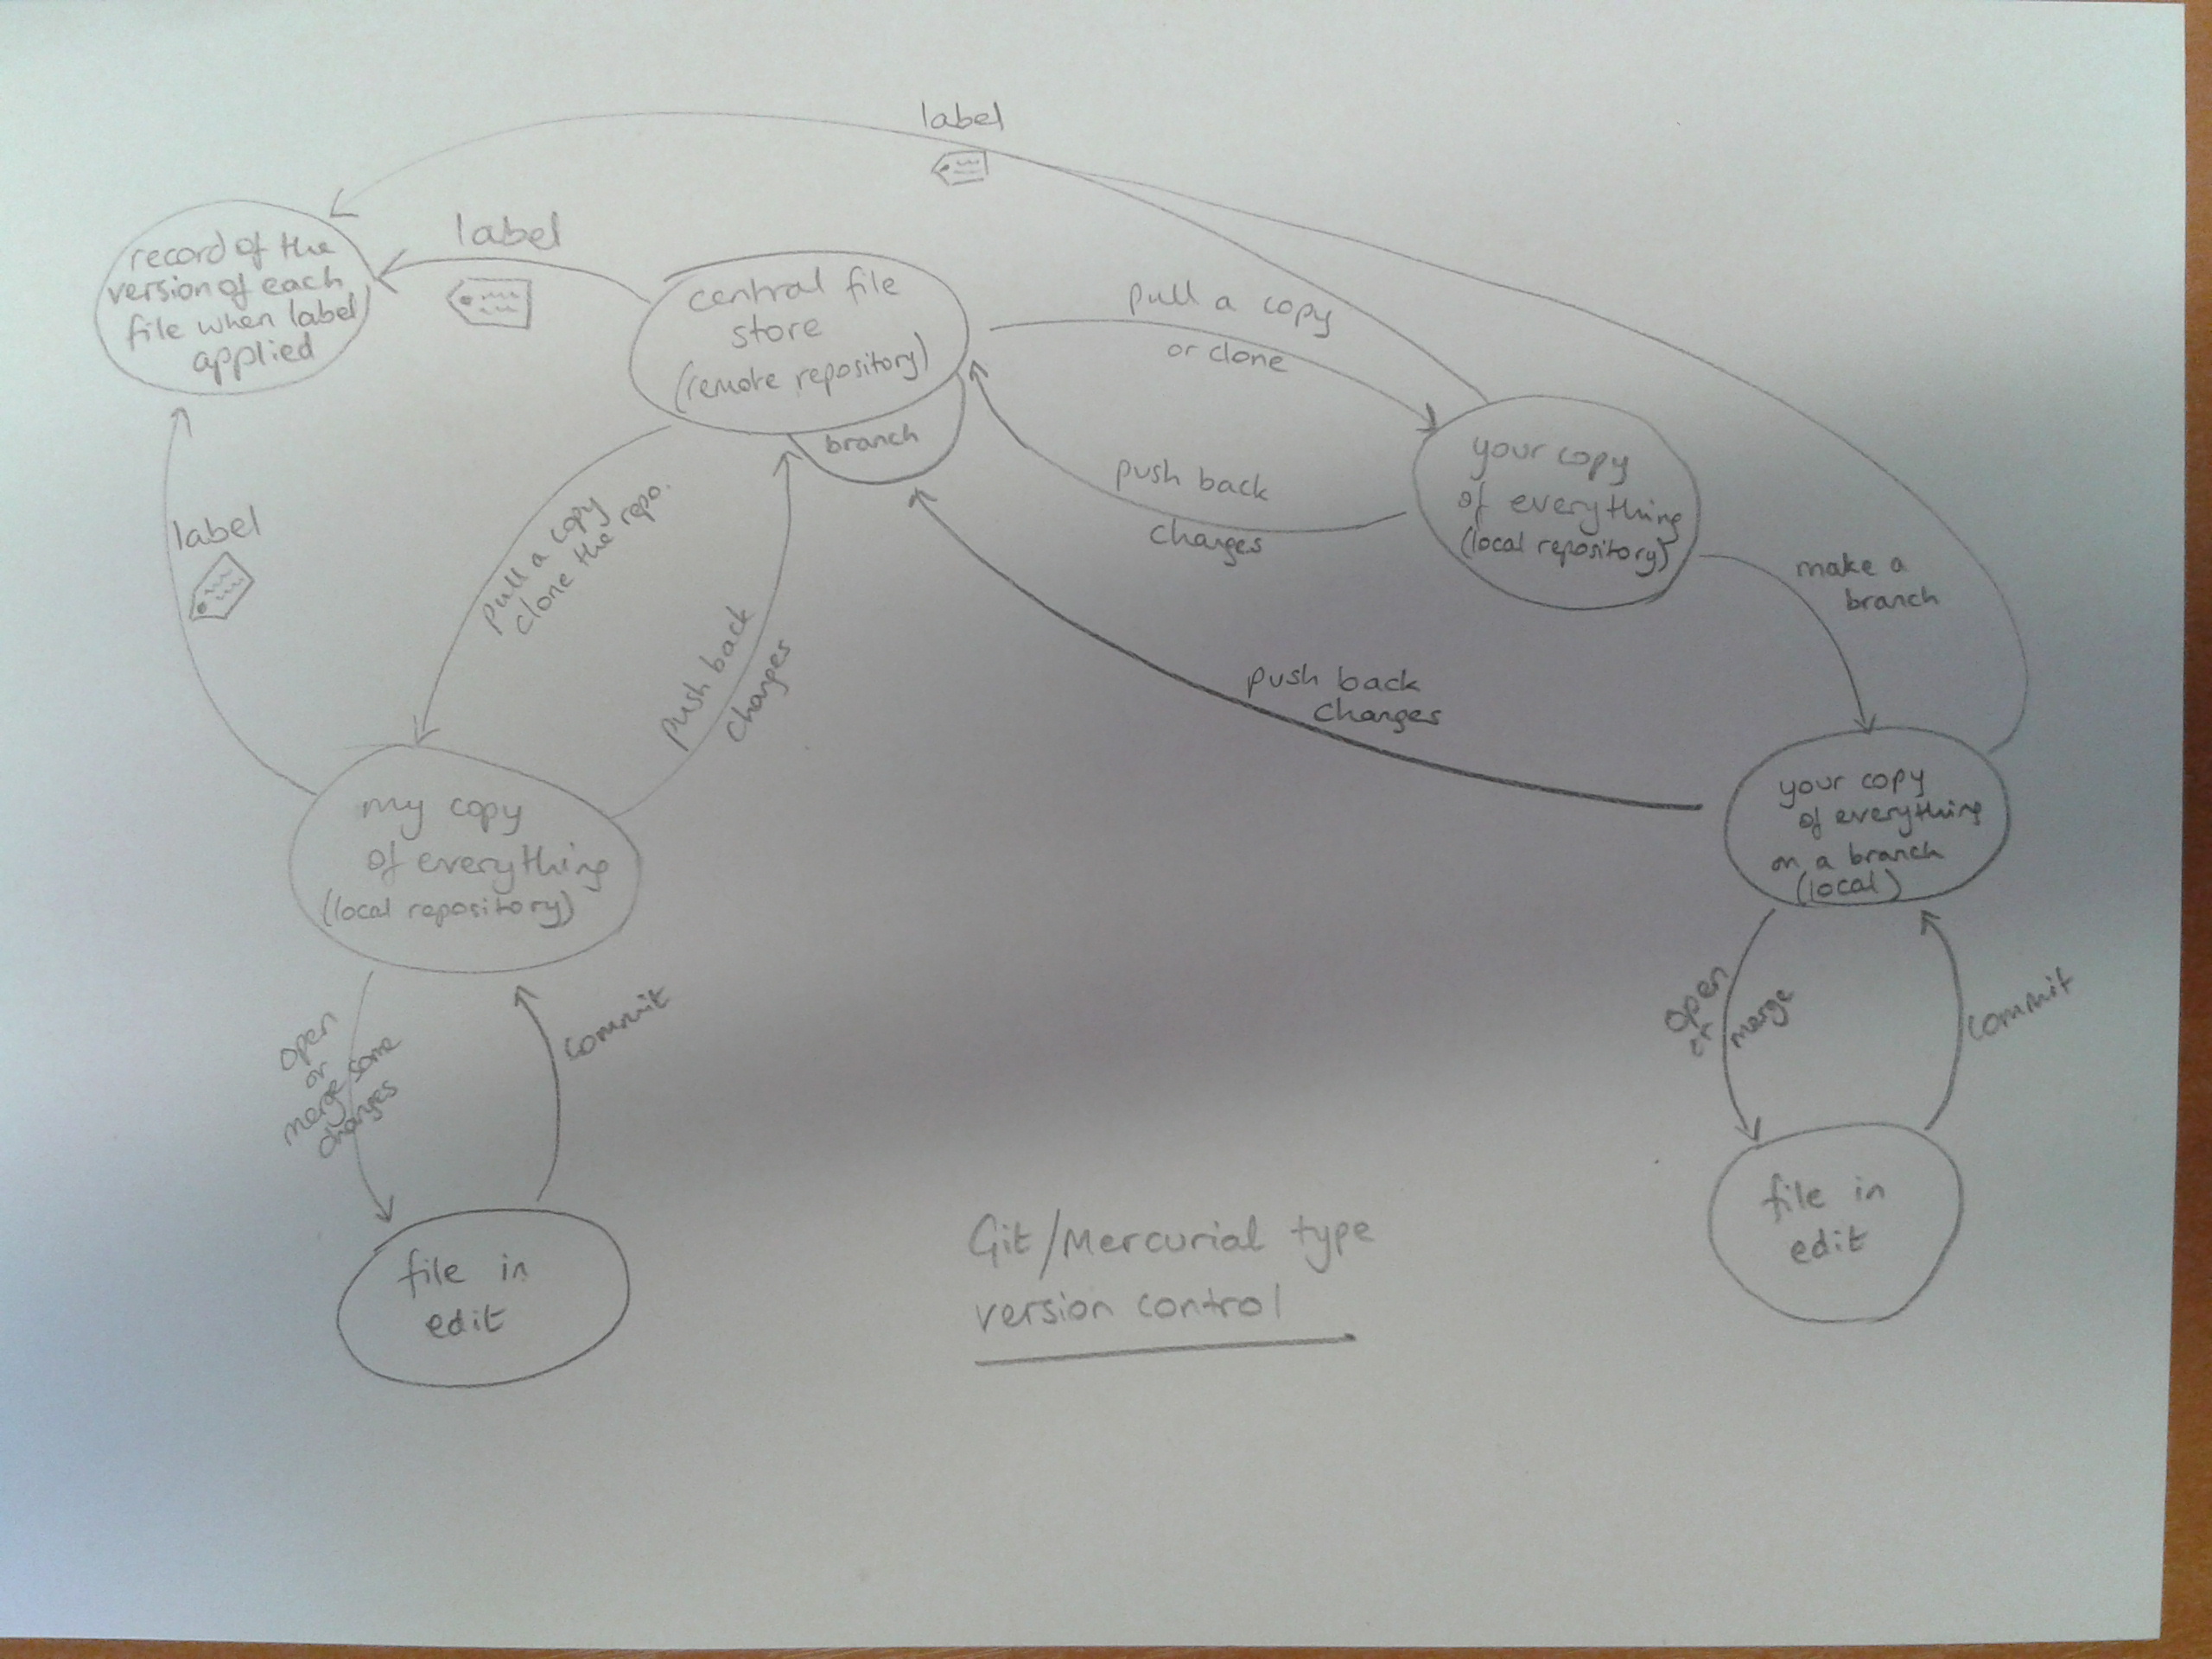 label
label
record of the
version of each
file when label
applied
central file
store
(remote repository)
branch
pull a copy
or clone
your copy
of everything
(local repository)
push back
changes
make a
branch
label
pull a copy
clone the repo.
push back
changes
push back
changes
my copy
of everything
(local repository)
your copy
of everything
on a branch
(local)
open
or
merge some
changes
commit
open
or merge
commit
file in
edit
file in
edit
Git/Mercurial type
version control